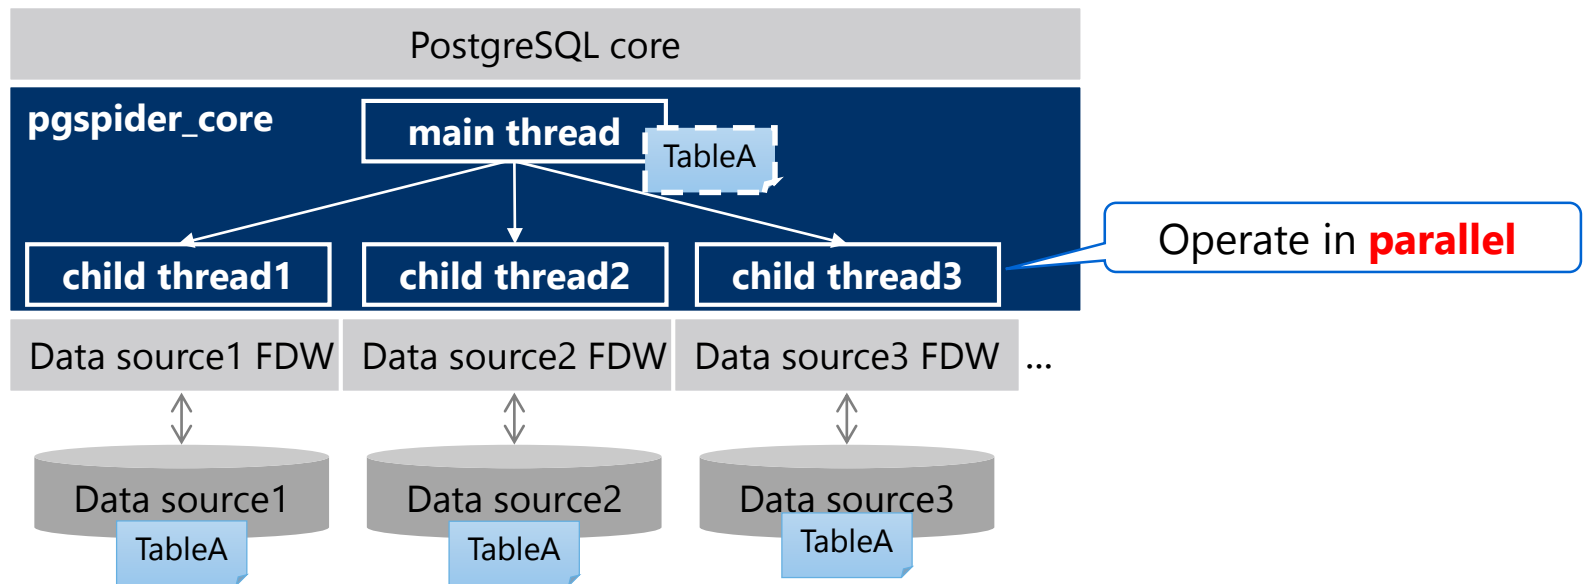 PostgreSQL core
pgspider_core
main thread
TableA
child thread1
child thread2
child thread3
Operate in parallel
Data source1 FDW
Data source2 FDW
Data source3 FDW
...
Data source1
Data source2
Data source3
TableA
TableA
TableA